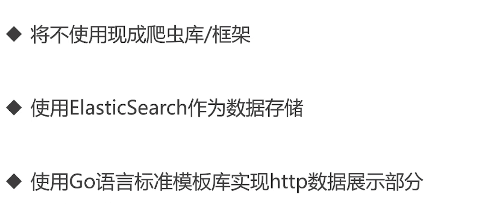 ◆ 将不使用现成爬虫库/框架
◆ 使用ElasticSearch作为数据存储
◆ 使用Go语言标准模板库实现http数据展示部分